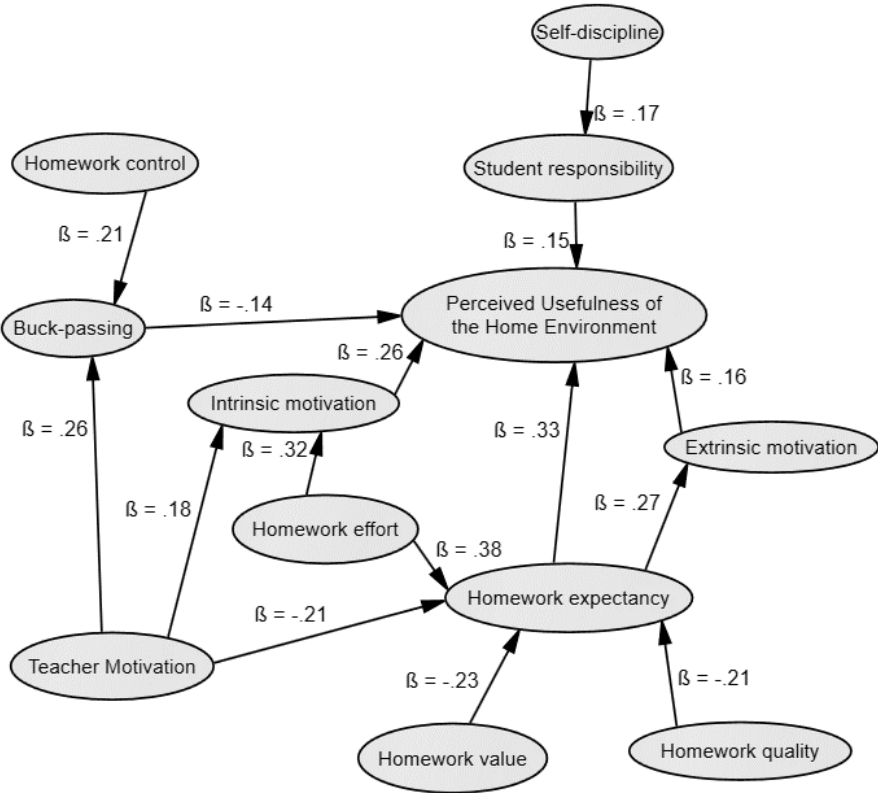 Self-discipline
ß = .17
Homework control
Student responsibility
ß = .21
ß = .15
Perceived Usefulness of
the Home Environment
ß = -.14
Buck-passing
ß = .26
ß = .16
Intrinsic motivation
ß = .26
ß = .33
ß = .32
Extrinsic motivation
ß = .18
ß = .27
Homework effort
ß = .38
Homework expectancy
ß = -.21
Teacher Motivation
ß = -.23
ß = -.21
Homework value
Homework quality